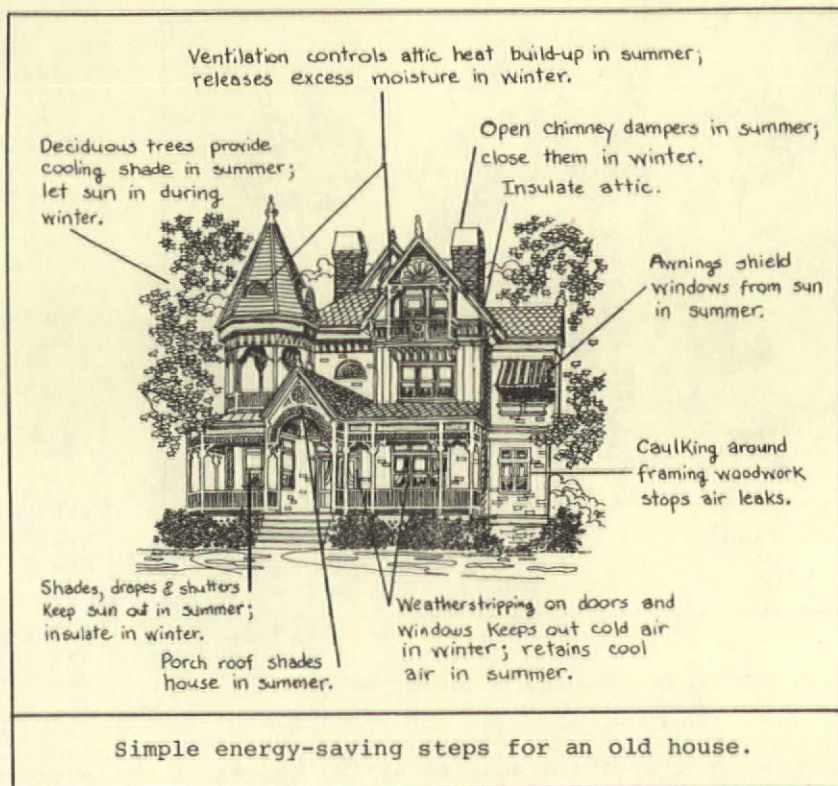 Ventilation controls attic heat build-up in summer;
releases excess moisture in winter.
Deciduous trees provide
cooling shade in summer;
let sun in during
winter.
Open chimney dampers in summer;
close them in winter.
Insulate attic.
Awnings shield
windows from sun
in summer.
Caulking around
framing woodwork
stops air leaks.
Shades, drapes & shutters
Keep sun out in summer;
insulate in winter.
Porch roof shades
house in summer.
Weatherstripping on doors and
windows Keeps out cold air
in winter; retains cool
air in summer.
Simple energy-saving steps for an old house.